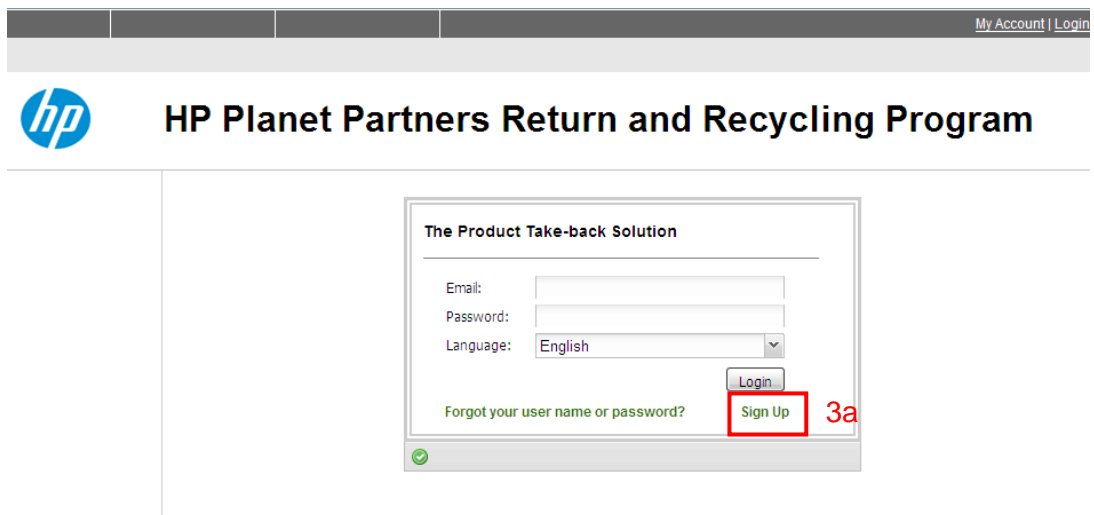 My Account | Login
hp
HP Planet Partners Return and Recycling Program
The Product Take-back Solution
Email:
Password:
Language: English
Login
Forgot your user name or password? Sign Up 3a